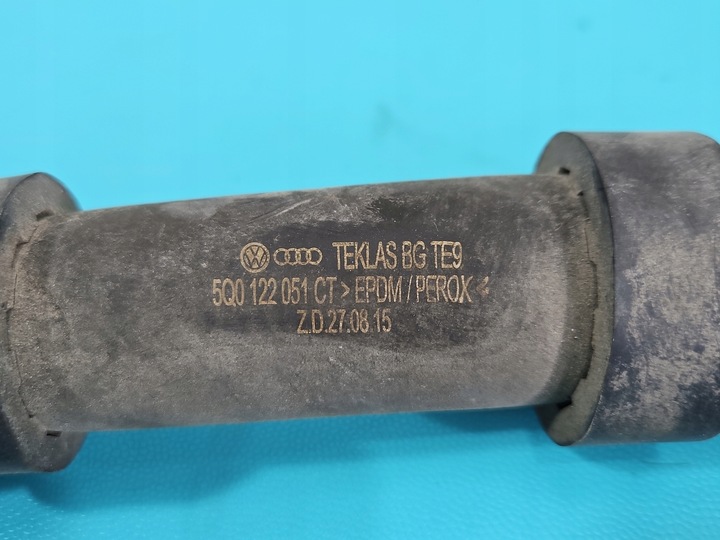 TEKLAS BG TE9
5Q0 122 051 CT >EPDM/PEROX<
Z.D.27.08.15